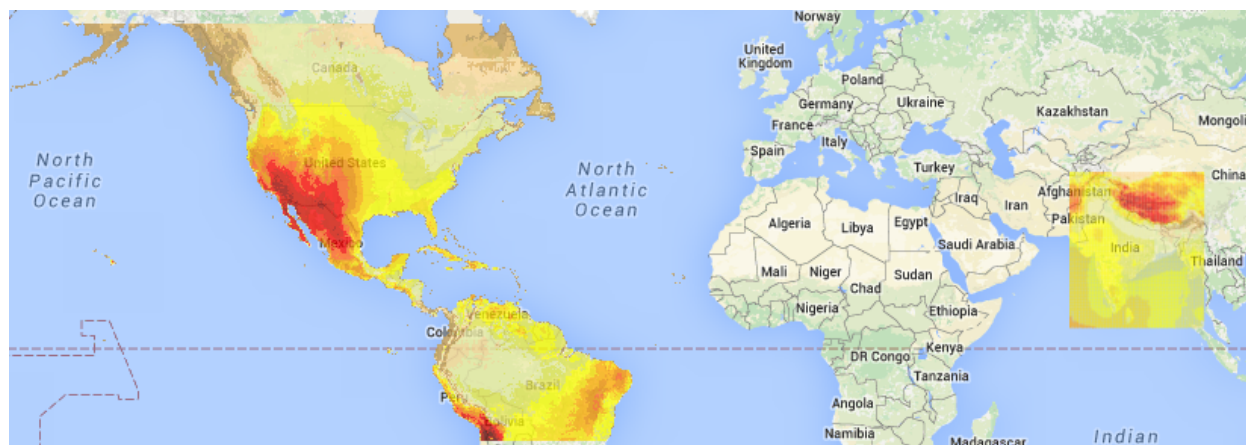 Norway
Canada
United
Kingdom
Poland
Germany
Ukraine
Kazakhstan
France
Mongoli
Italy
Spain
Turkey
North
Pacific
Ocean
United States
North
Atlantic
Ocean
China
Afghanistan
Iraq
Iran
Pakistan
Algeria
Libya
Egypt
Mexico
Saudi Arabia
India
Thailand
Mali
Niger
Chad
Sudan
Nigeria
Ethiopia
Venezuela
Colombia
Kenya
DR Congo
Tanzania
Brazil
Peru
Angola
Bolivia
Namibia
Madagascar
Indian